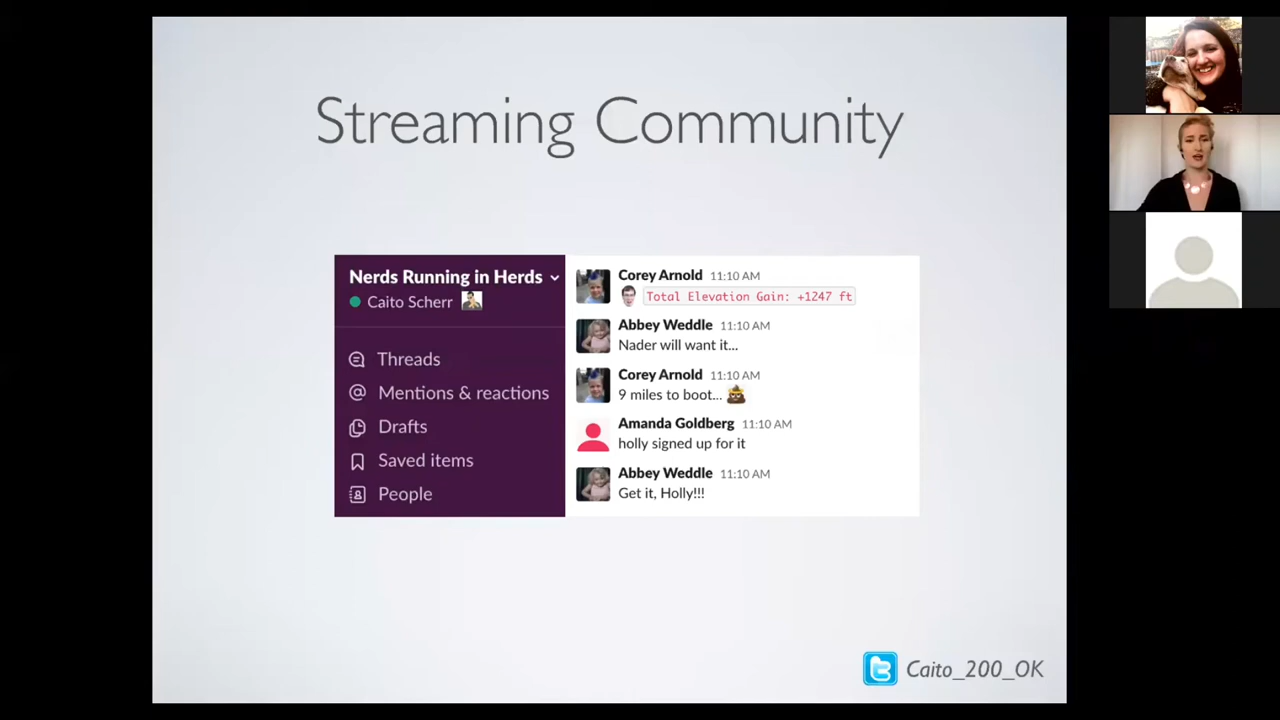 Streaming Community
Nerds Running in Herds
Caito Scherr
Threads
Mentions & reactions
Drafts
Saved items
People
Corey Arnold 11:10 AM
Total Elevation Gain: +1247 ft
Abbey Weddle 11:10 AM
Nader will want it...
Corey Arnold 11:10 AM
9 miles to boot...
Amanda Goldberg 11:10 AM
holly signed up for it
Abbey Weddle 11:10 AM
Get it, Holly!!!
Caito_200_OK